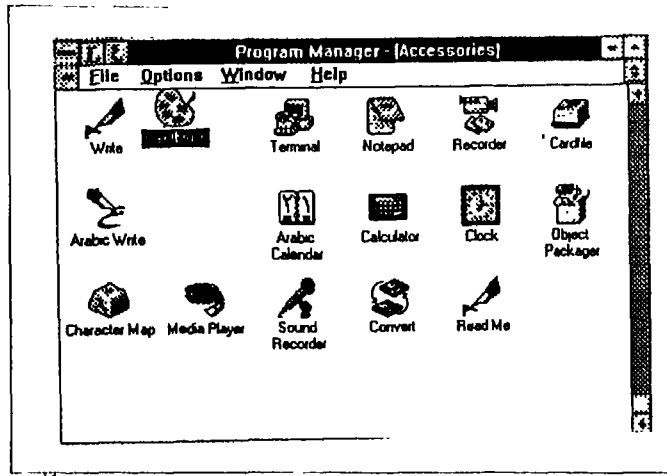 Program Manager - [Accessories]
File Options Window Help
Write
Terminal
Notepad
Recorder
Cardfile
Arabic Write
Arabic
Calendar
Calculator
Clock
Object
Packager
Character Map
Media Player
Sound
Recorder
Convert
Read Me